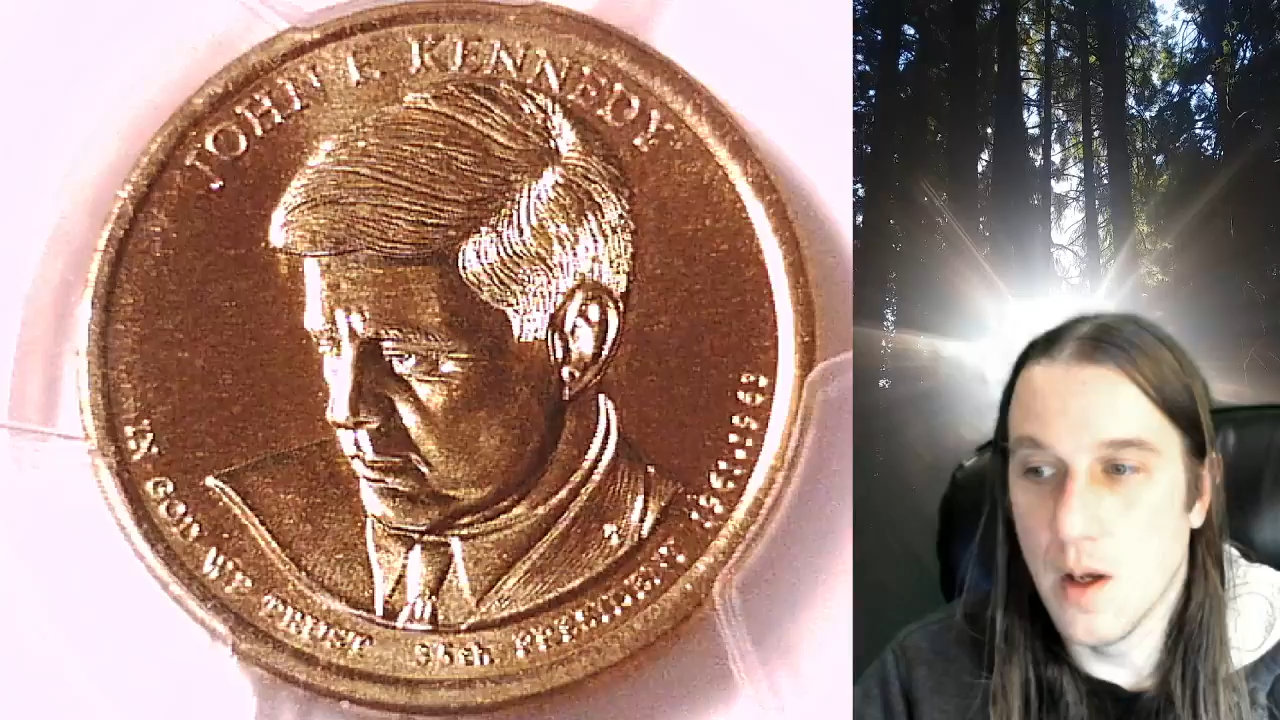 JOHN F. KENNEDY
IN GOD WE TRUST
35th PRESIDENT
1961-1963